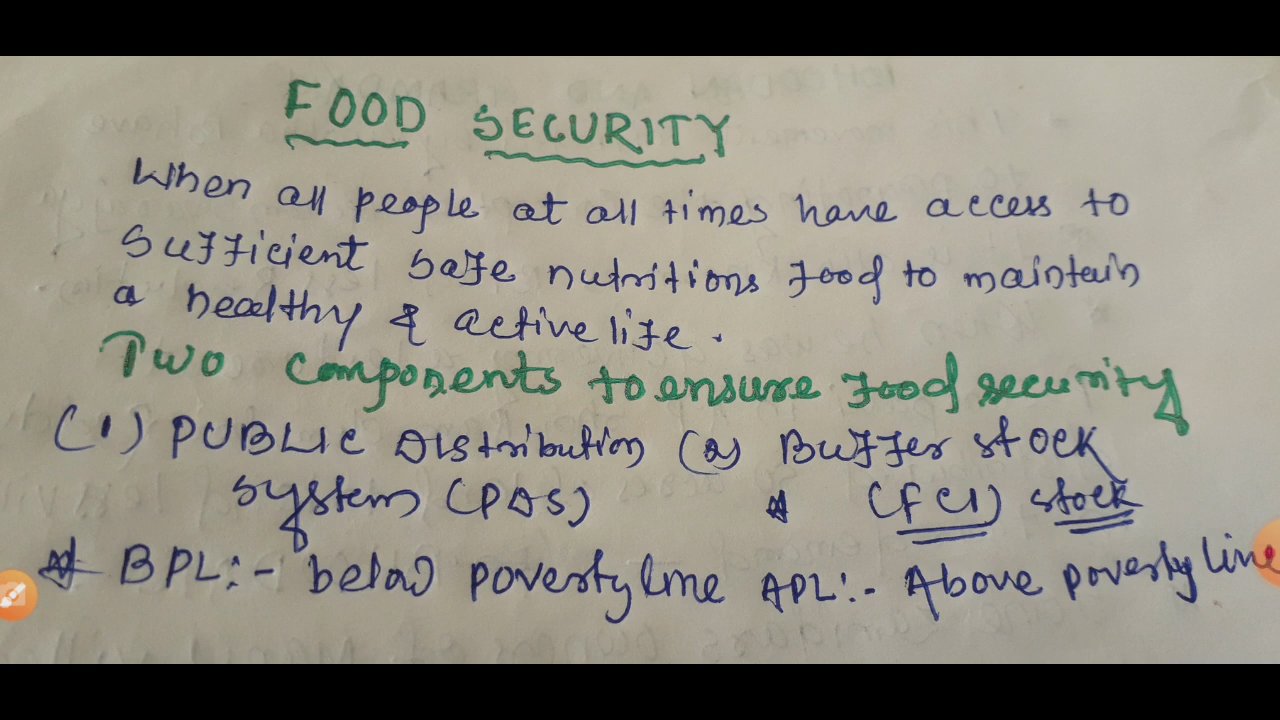 FOOD SECURITY
When all people at all times have access to
sufficient safe nutritions food to maintain
a healthy & active life.
Two components to ensure food security
(1) PUBLIC Distribution (2) Buffer stock
system (PDS) (FCI) stock
BPL:- below poverty line APL:- Above poverty line